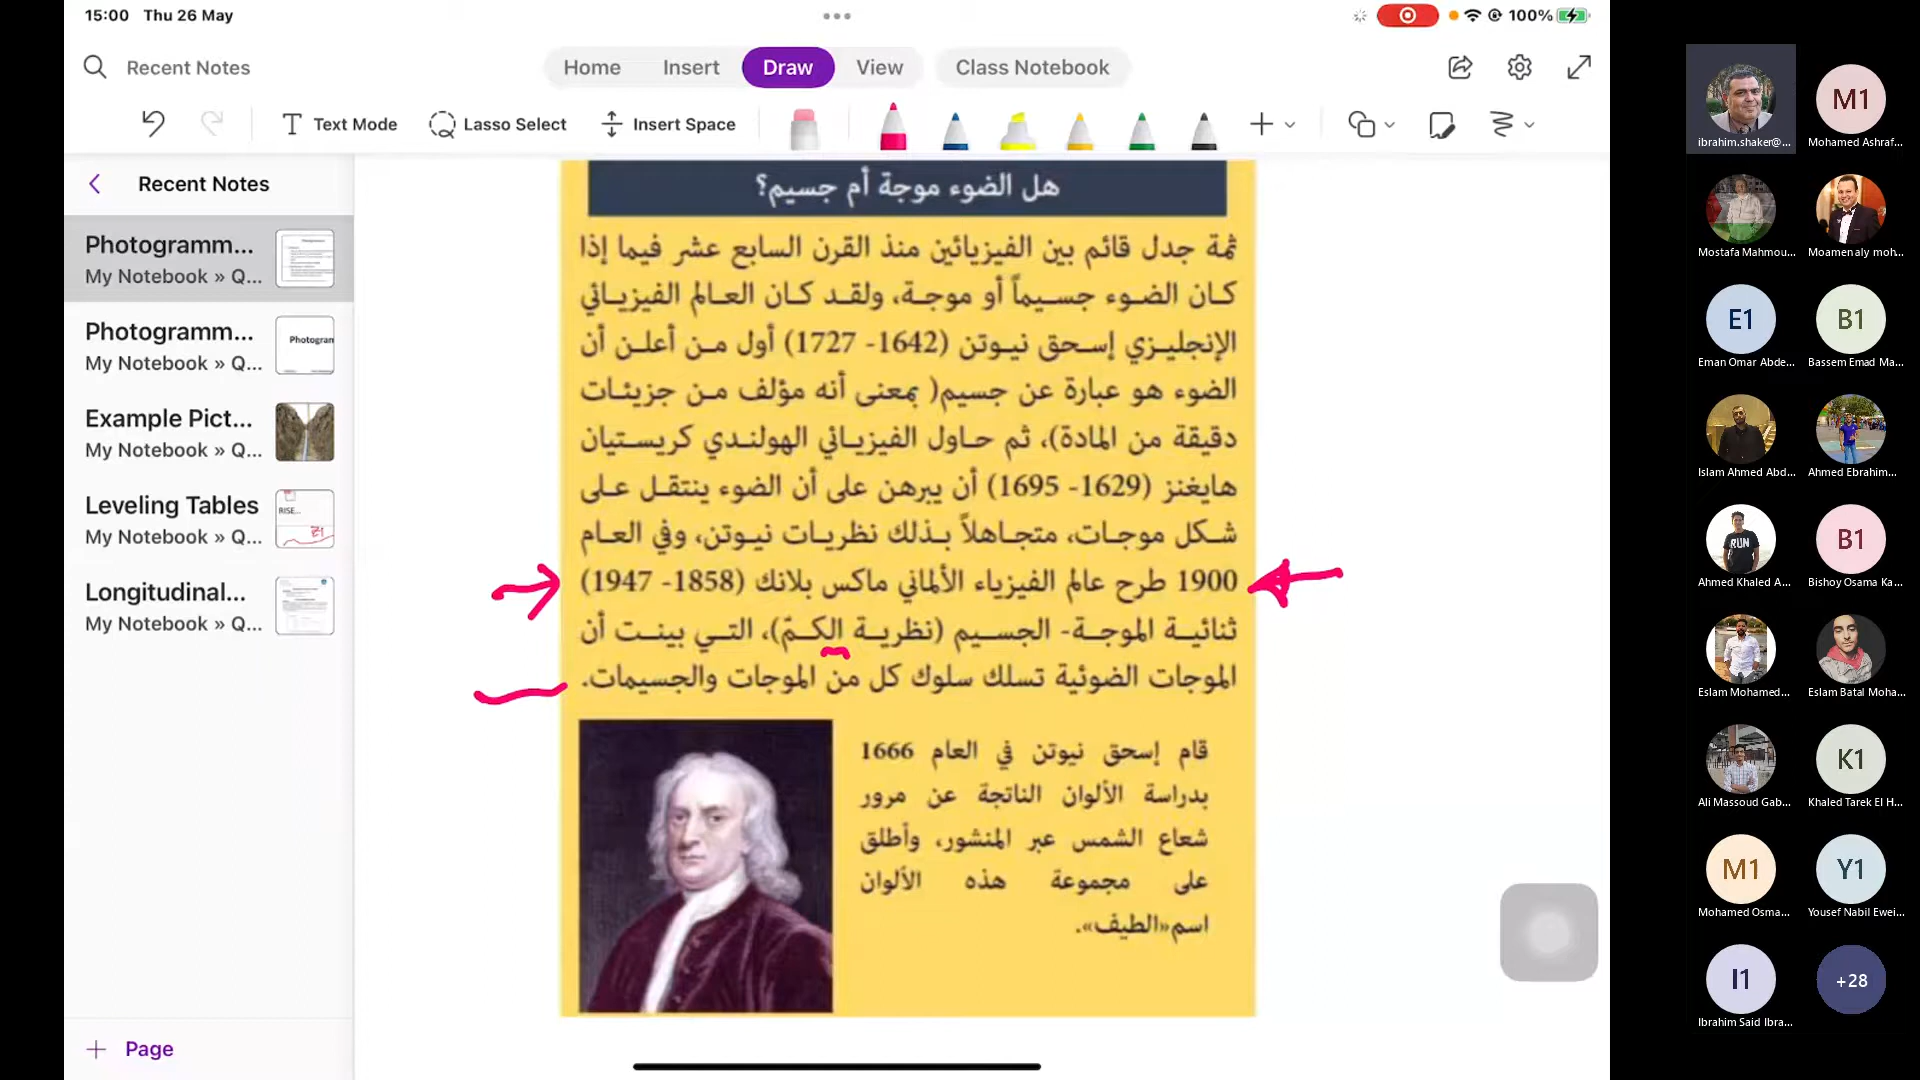 15:00 Thu 26 May
100%
Recent Notes
Home
Insert
Draw
View
Class Notebook
Text Mode
Lasso Select
Insert Space
Recent Notes
Photogramm...
My Notebook » Q...
Photogramm...
My Notebook » Q...
Photogran
Example Pict...
My Notebook » Q...
Leveling Tables
My Notebook » Q...
RISE...
Longitudinal...
My Notebook » Q...
Page
هل الضوء موجة أم جسيم؟
ثمة جدل قائم بين الفيزيائين منذ القرن السابع عشر فيما إذا
كان الضوء جسيماً أو موجة، ولقد كان العالم الفيزيائي
الإنجليزي إسحق نيوتن (1642- 1727) أول من أعلن أن
الضوء هو عبارة عن جسيم( بمعنى أنه مؤلف من جزيئات
دقيقة من المادة)، ثم حاول الفيزيائي الهولندي كريستيان
هايغنز (1629- 1695) أن يبرهن على أن الضوء ينتقل على
شكل موجات، متجاهلاً بذلك نظريات نيوتن، وفي العام
1900 طرح عالم الفيزياء الألماني ماكس بلانك (1858- 1947)
ثنائية الموجة- الجسيم (نظرية الكمّ)، التي بينت أن
الموجات الضوئية تسلك سلوك كل من الموجات والجسيمات.
قام إسحق نيوتن في العام 1666
بدراسة الألوان الناتجة عن مرور
شعاع الشمس عبر المنشور، وأطلق
على مجموعة هذه الألوان
اسم«الطيف».
ibrahim.shaker@...
M1
Mohamed Ashraf...
Mostafa Mahmou...
Moamenaly moh...
E1
Eman Omar Abde...
B1
Bassem Emad Ma...
Islam Ahmed Abd...
Ahmed Ebrahim...
RUN
Ahmed Khaled A...
B1
Bishoy Osama Ka...
Eslam Mohamed...
Eslam Batal Moha...
Ali Massoud Gab...
K1
Khaled Tarek El H...
M1
Mohamed Osma...
Y1
Yousef Nabil Ewei...
I1
Ibrahim Said Ibra...
+28